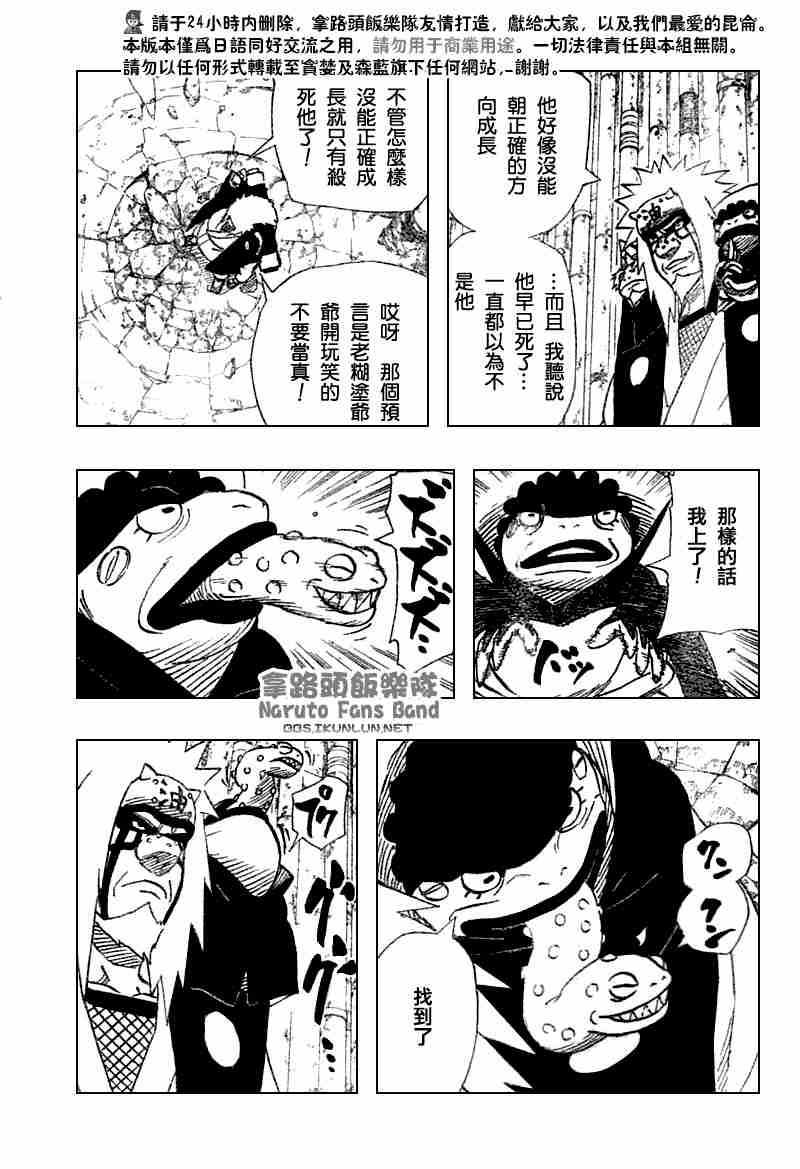 請于24小時内删除，拿路頭飯樂隊友情打造，獻給大家，以及我們最愛的昆侖。
本版本僅爲日語同好交流之用，請勿用于商業用途。一切法律責任與本組無關。
請勿以任何形式轉載至貪婪及森藍旗下任何網站，謝謝。
他好像沒能
朝正確的方
向成長
…而且 我聽說
他早已死了…
一直都以為不
是他
不管怎麼樣
沒能正確成
長就只有殺
死他了！
哎呀 那個預
言是老糊塗爺
爺開玩笑的
不要當真！
那樣的話
我上了！
バッ
ズズズズ…
拿路頭飯樂隊
Naruto Fans Band
BBS.IKUNLUN.NET
クン
クン
找到了
プッ
グググ